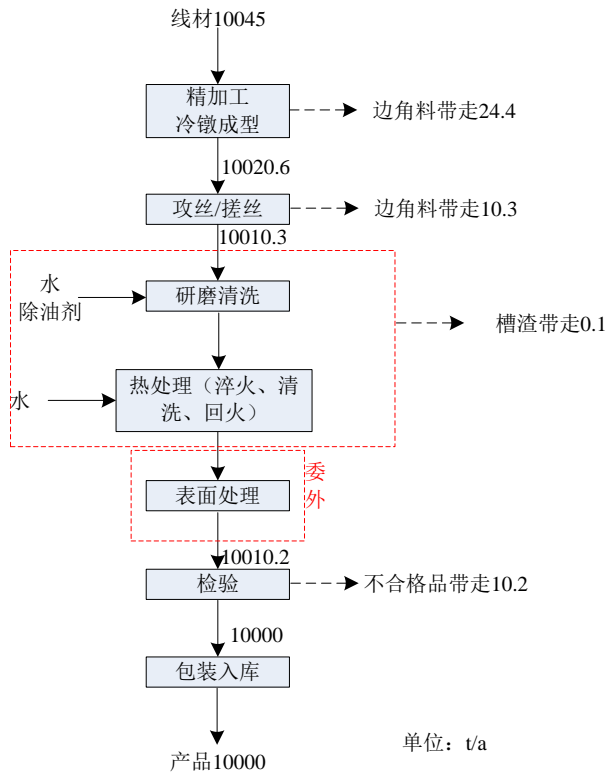 线材10045
精加工
冷镦成型
边角料带走24.4
10020.6
攻丝/搓丝
边角料带走10.3
10010.3
水
除油剂
研磨清洗
槽渣带走0.1
水
热处理（淬火、清
洗、回火）
委
外
表面处理
10010.2
检验
不合格品带走10.2
10000
包装入库
单位：t/a
产品10000